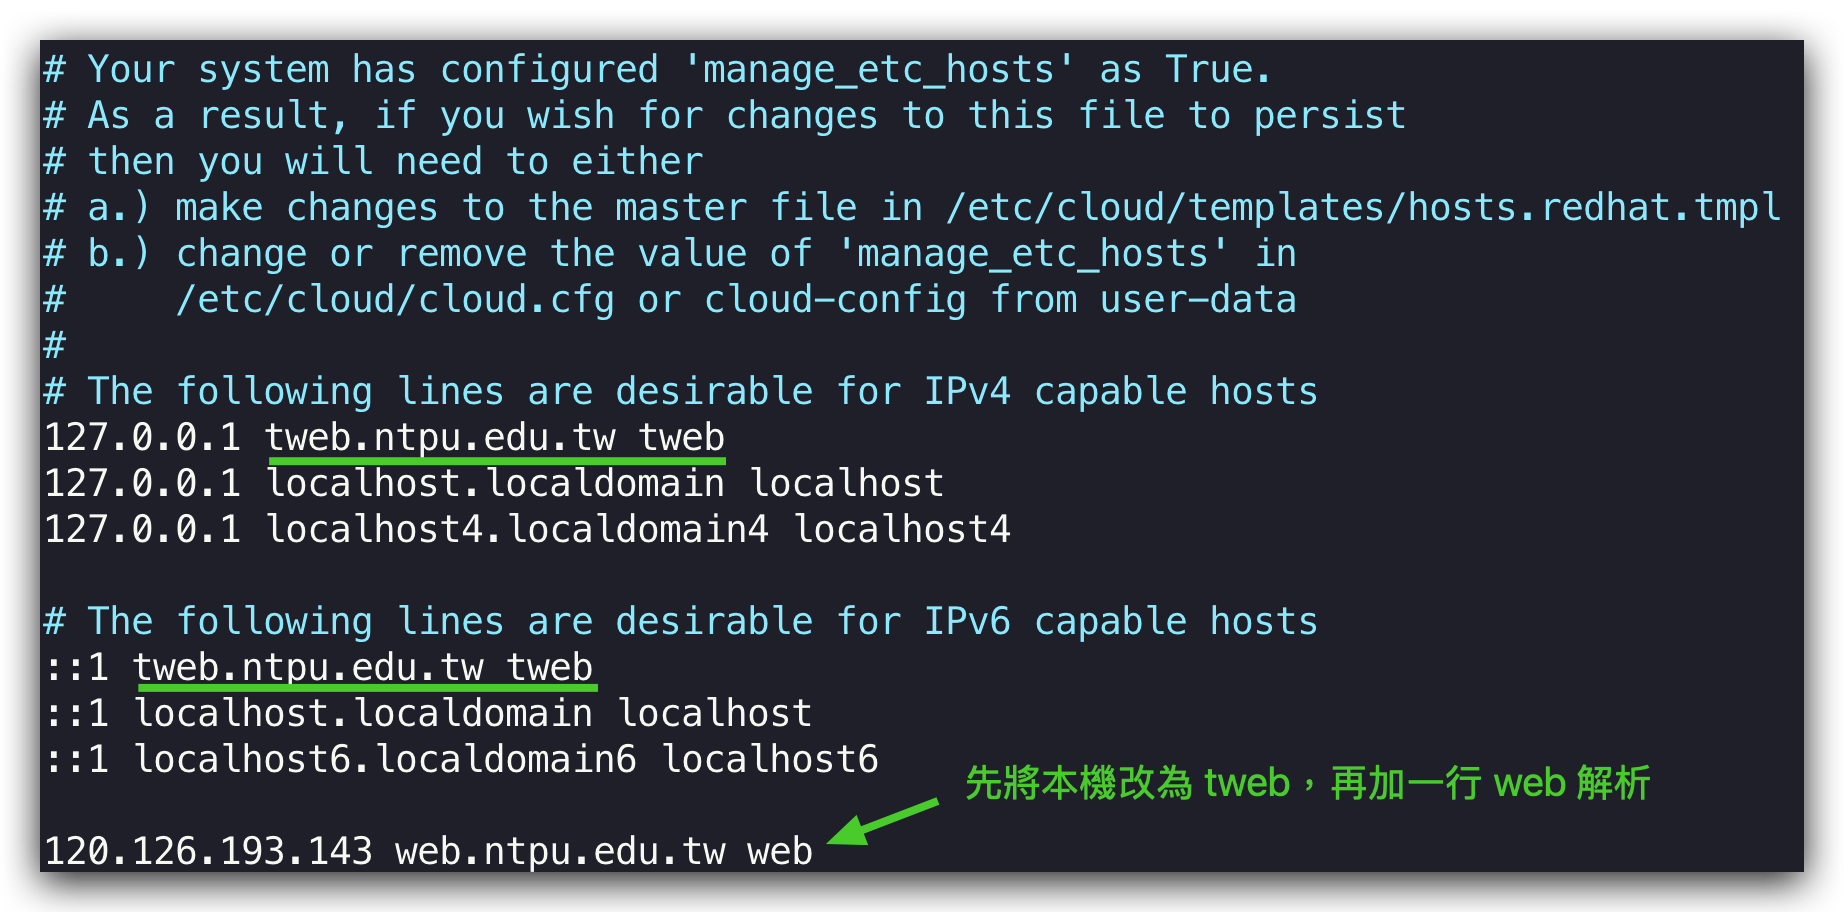 # Your system has configured 'manage_etc_hosts' as True.
# As a result, if you wish for changes to this file to persist
# then you will need to either
# a.) make changes to the master file in /etc/cloud/templates/hosts.redhat.tmpl
# b.) change or remove the value of 'manage_etc_hosts' in
#     /etc/cloud/cloud.cfg or cloud-config from user-data
#
# The following lines are desirable for IPv4 capable hosts
127.0.0.1 tweb.ntpu.edu.tw tweb
127.0.0.1 localhost.localdomain localhost
127.0.0.1 localhost4.localdomain4 localhost4
# The following lines are desirable for IPv6 capable hosts
::1 tweb.ntpu.edu.tw tweb
::1 localhost.localdomain localhost
::1 localhost6.localdomain6 localhost6
先將本機改為 tweb，再加一行 web 解析
120.126.193.143 web.ntpu.edu.tw web